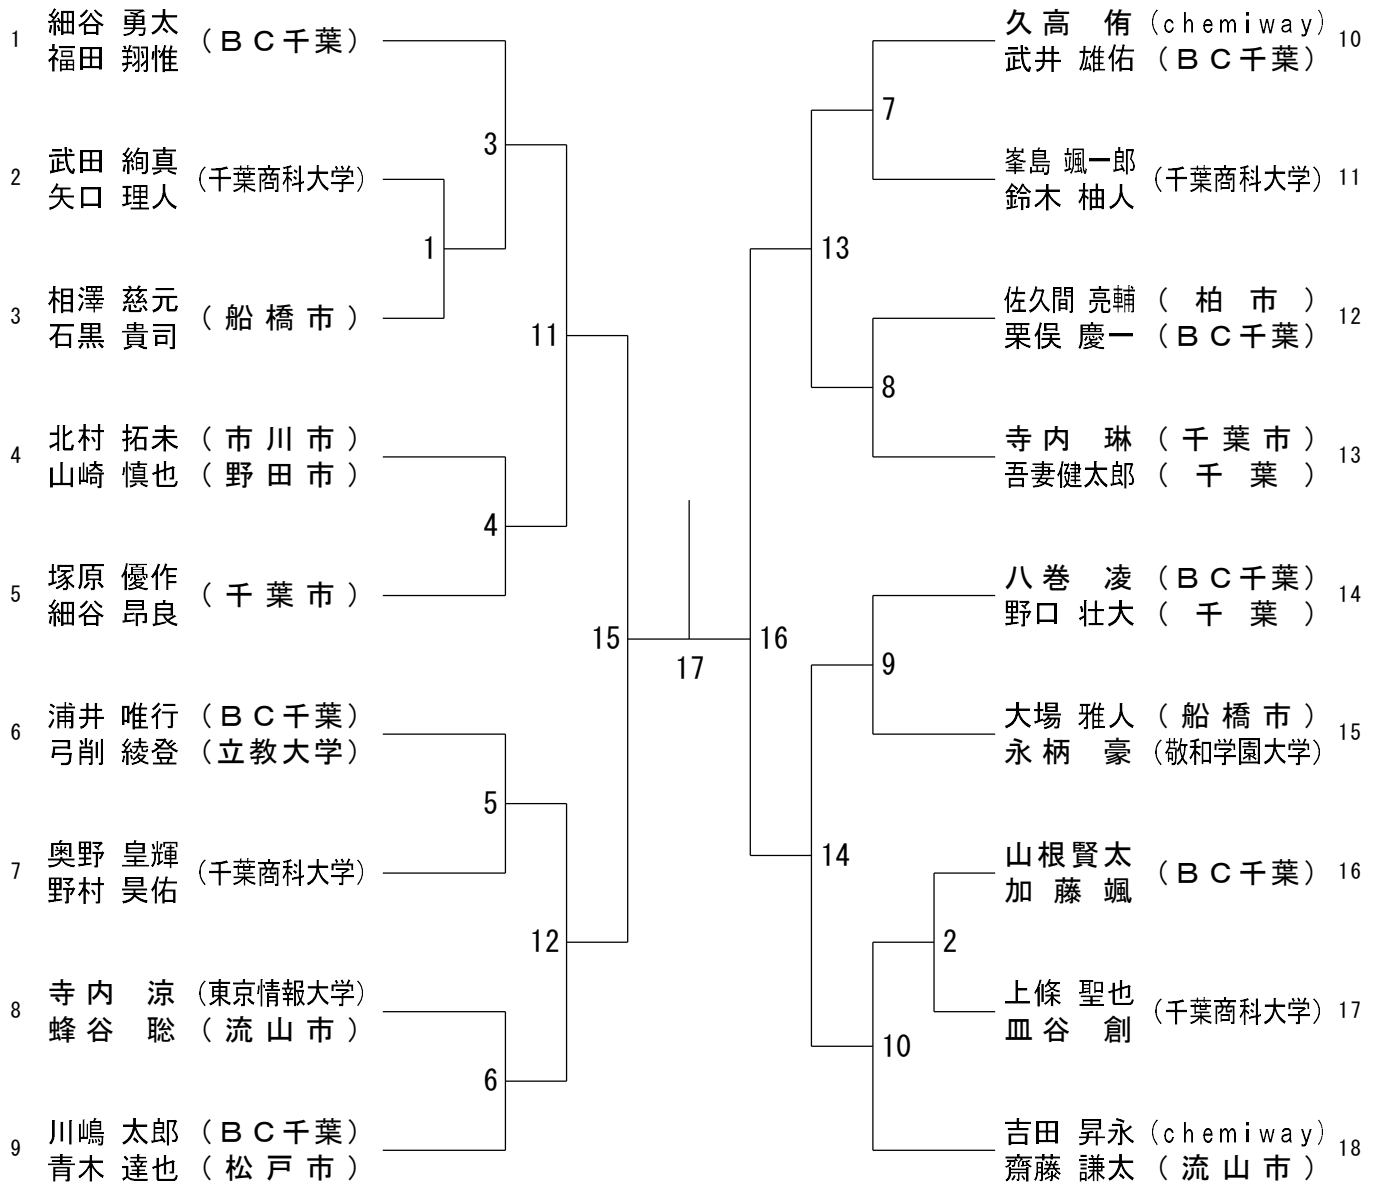 1 細谷 勇太 (ＢＣ千葉)
福田 翔惟
3
2 武田 絢真 (千葉商科大学)
矢口 理人
1
3 相澤 慈元 (船橋市)
石黒 貴司
11
4 北村 拓未 (市川市)
山崎 慎也 (野田市)
4
5 塚原 優作 (千葉市)
細谷 昂良
15
6 浦井 唯行 (ＢＣ千葉)
弓削 綾登 (立教大学)
5
7 奥野 皇輝 (千葉商科大学)
野村 昊佑
12
8 寺内 涼 (東京情報大学)
蜂谷 聡 (流山市)
6
9 川嶋 太郎 (ＢＣ千葉)
青木 達也 (松戸市)
17
久高 侑 (chemiway) 10
武井 雄佑 (ＢＣ千葉)
7
峯島 颯一郎 (千葉商科大学) 11
鈴木 柚人
13
佐久間 亮輔 (柏市) 12
栗俣 慶一 (ＢＣ千葉)
8
寺内 琳 (千葉市) 13
吾妻健太郎 (千葉)
16
八巻 凌 (ＢＣ千葉) 14
野口 壮大 (千葉)
9
大場 雅人 (船橋市) 15
永柄 豪 (敬和学園大学)
14
山根賢太 (ＢＣ千葉) 16
加藤颯
2
上條 聖也 (千葉商科大学) 17
皿谷 創
10
吉田 昇永 (chemiway) 18
齋藤 謙太 (流山市)